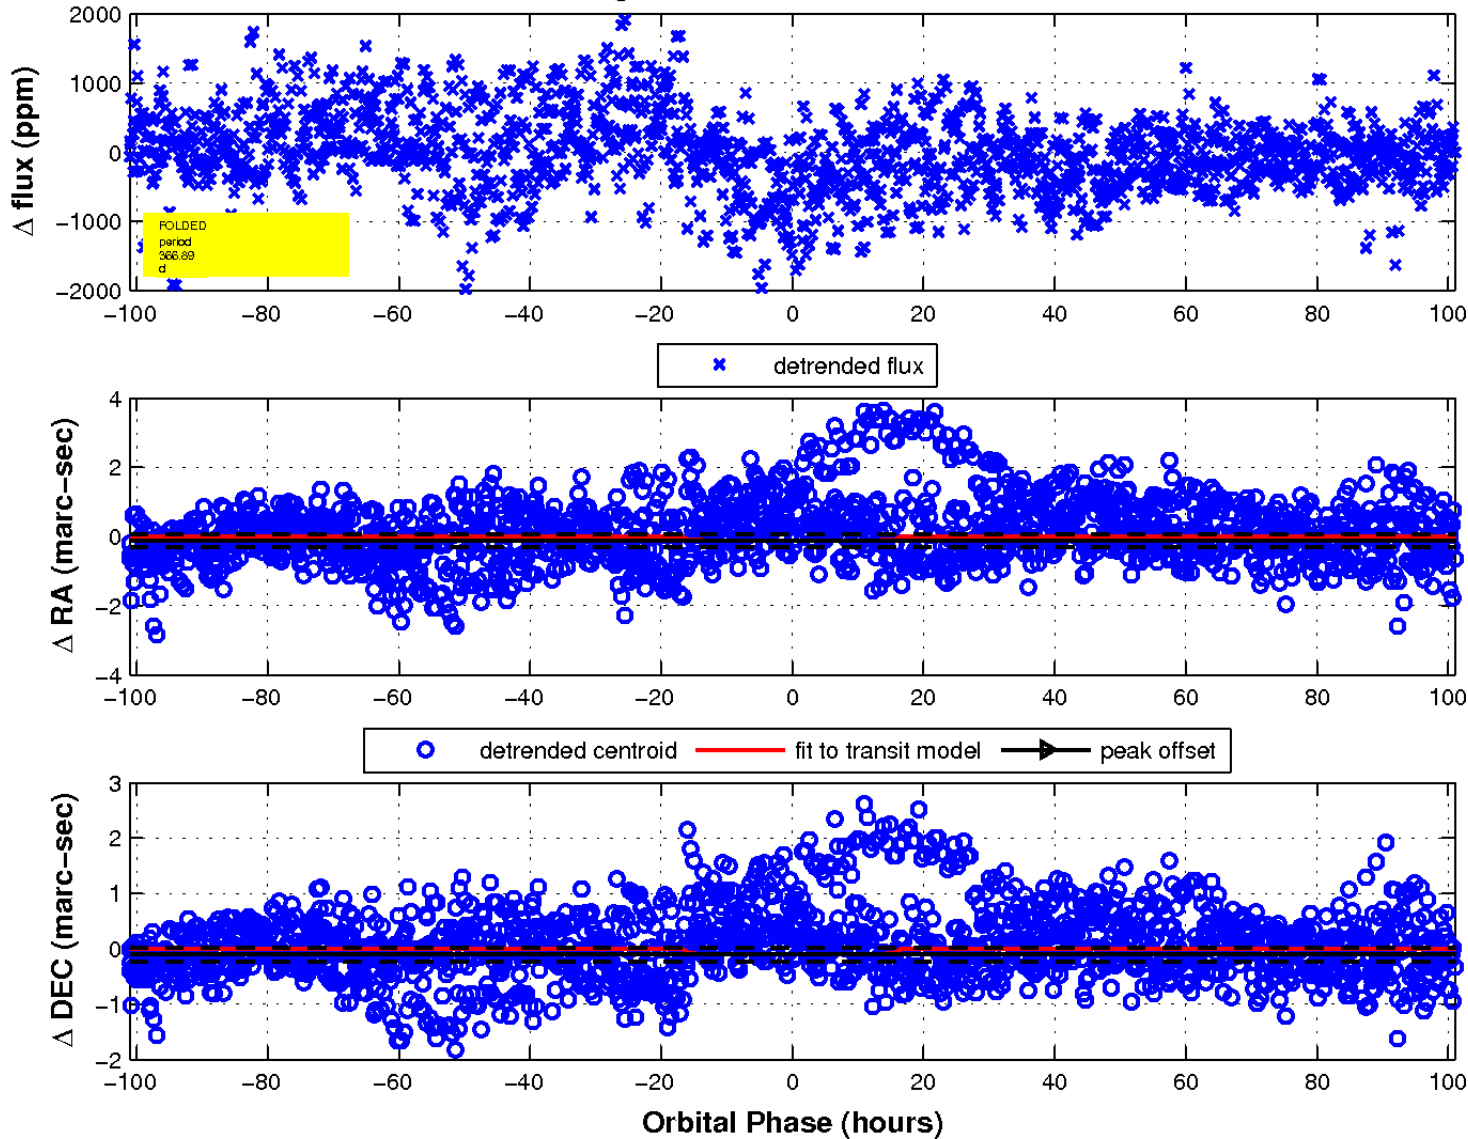 2000
1000
0
−1000
−2000
Δ flux (ppm)
FOLDED
period
366.89
d
−100 −80 −60 −40 −20 0 20 40 60 80 100
detrended flux
4
2
0
−2
−4
Δ RA (marc−sec)
−100 −80 −60 −40 −20 0 20 40 60 80 100
detrended centroid fit to transit model peak offset
3
2
1
0
−1
−2
Δ DEC (marc−sec)
−100 −80 −60 −40 −20 0 20 40 60 80 100
Orbital Phase (hours)